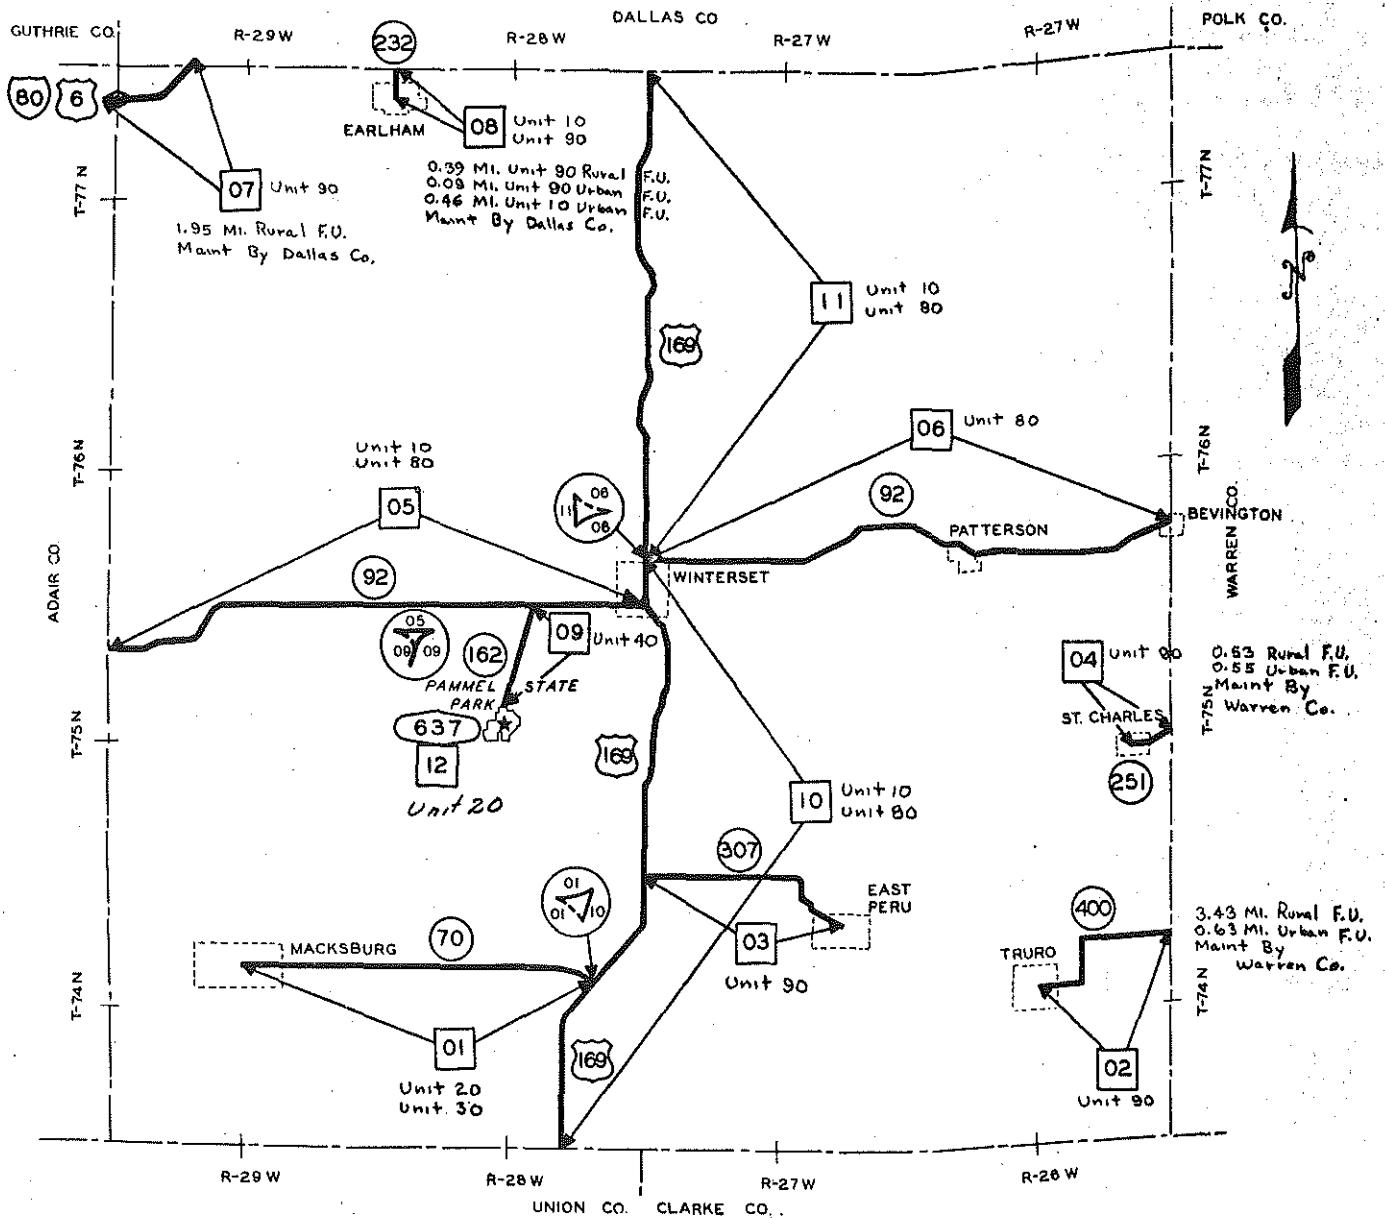 DALLAS CO
POLK CO.
GUTHRIE CO.
R-29W
R-28W
R-27W
R-27W
232
80
6
EARLHAM
08
Unit 10
Unit 90
0.39 Mi. Unit 90 Rural F.U.
0.09 Mi. Unit 90 Urban F.U.
0.46 Mi. Unit 10 Urban F.U.
Maint By Dallas Co.
T-77N
07
Unit 90
1.95 Mi. Rural F.U.
Maint By Dallas Co.
T-77N
N
11
Unit 10
Unit 80
169
06
Unit 80
T-76N
Unit 10
Unit 80
05
T-76N
92
06
11
06
PATTERSON
BEVINGTON
WARREN CO.
ADAIR CO.
WINTERSET
92
05
09
09
162
09
Unit 40
PAMMEL STATE
PARK
637
12
Unit 20
04
0.53 Rural F.U.
0.55 Urban F.U.
Maint By
Warren Co.
ST. CHARLES
251
T-75N
T-75N
169
10
Unit 10
Unit 80
307
EAST
PERU
03
Unit 90
01
01
10
MACKSBURG
70
01
Unit 20
Unit 30
400
3.43 Mi. Rural F.U.
0.63 Mi. Urban F.U.
Maint By
Warren Co.
TRURO
T-74N
T-74N
02
Unit 90
169
R-29W
R-28W
R-27W
R-26W
UNION CO. CLARKE CO.